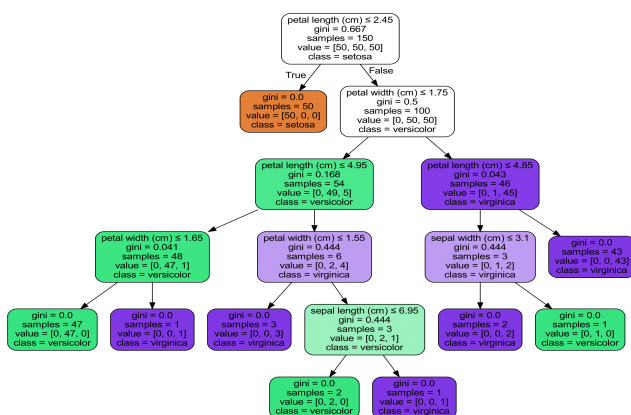 petal length (cm) ≤ 2.45
gini = 0.667
samples = 150
value = [50, 50, 50]
class = setosa
True
False
gini = 0.0
samples = 50
value = [50, 0, 0]
class = setosa
petal width (cm) ≤ 1.75
gini = 0.5
samples = 100
value = [0, 50, 50]
class = versicolor
petal length (cm) ≤ 4.95
gini = 0.168
samples = 54
value = [0, 49, 5]
class = versicolor
petal length (cm) ≤ 4.85
gini = 0.043
samples = 46
value = [0, 1, 45]
class = virginica
petal width (cm) ≤ 1.65
gini = 0.041
samples = 48
value = [0, 47, 1]
class = versicolor
petal width (cm) ≤ 1.55
gini = 0.444
samples = 6
value = [0, 2, 4]
class = virginica
sepal width (cm) ≤ 3.1
gini = 0.444
samples = 3
value = [0, 1, 2]
class = virginica
gini = 0.0
samples = 43
value = [0, 0, 43]
class = virginica
gini = 0.0
samples = 47
value = [0, 47, 0]
class = versicolor
gini = 0.0
samples = 1
value = [0, 0, 1]
class = virginica
gini = 0.0
samples = 3
value = [0, 0, 3]
class = virginica
sepal length (cm) ≤ 6.95
gini = 0.444
samples = 3
value = [0, 2, 1]
class = versicolor
gini = 0.0
samples = 2
value = [0, 0, 2]
class = virginica
gini = 0.0
samples = 1
value = [0, 1, 0]
class = versicolor
gini = 0.0
samples = 2
value = [0, 2, 0]
class = versicolor
gini = 0.0
samples = 1
value = [0, 0, 1]
class = virginica